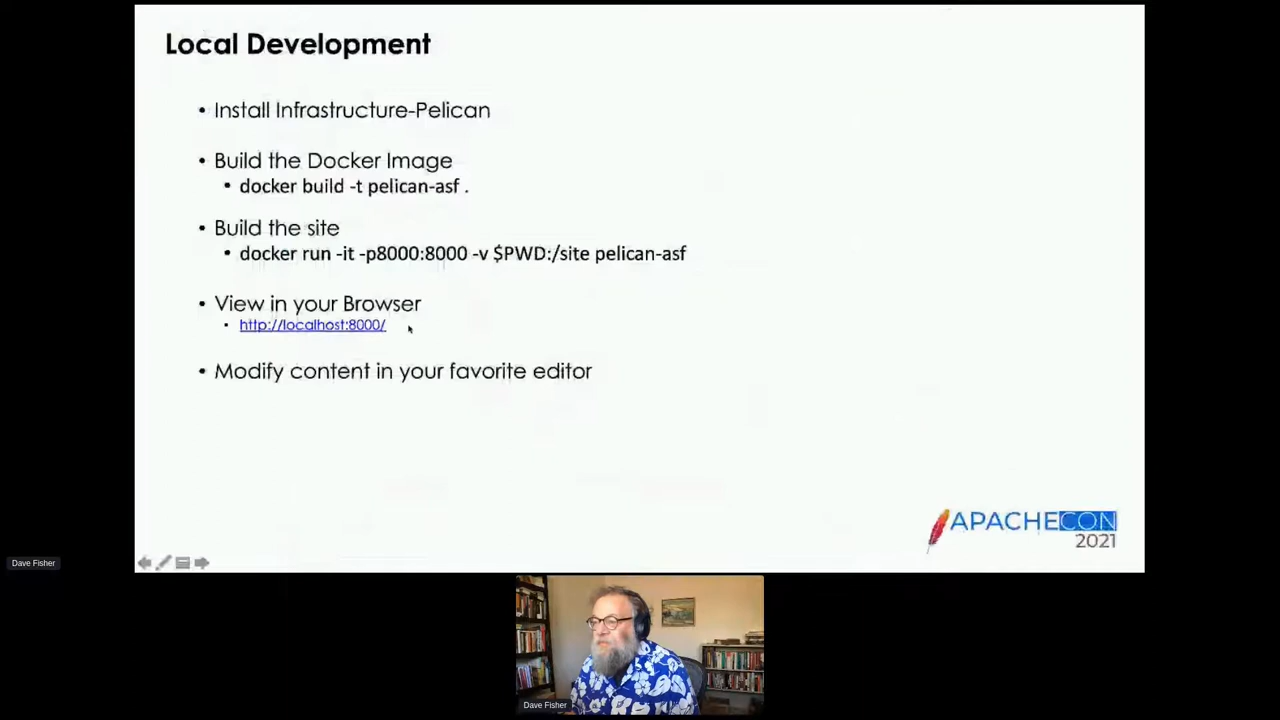 Local Development
• Install Infrastructure-Pelican
• Build the Docker Image
• docker build -t pelican-asf .
• Build the site
• docker run -it -p8000:8000 -v $PWD:/site pelican-asf
• View in your Browser
• http://localhost:8000/
• Modify content in your favorite editor
APACHECON
2021
Dave Fisher
Dave Fisher